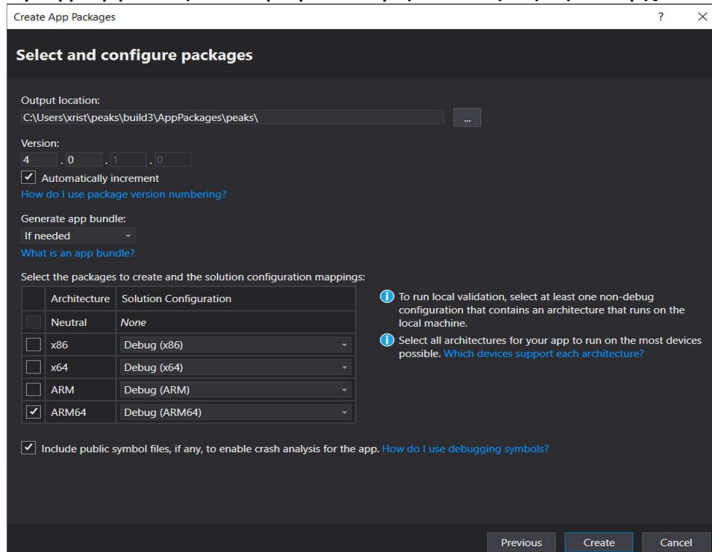 Create App Packages
? ×
Select and configure packages
Output location:
C:\Users\xrist\peaks\build3\AppPackages\peaks\
...
Version:
4 . 0 . 1 . 0
Automatically increment
How do I use package version numbering?
Generate app bundle:
If needed
What is an app bundle?
Select the packages to create and the solution configuration mappings:
Architecture Solution Configuration
Neutral None
x86 Debug (x86)
x64 Debug (x64)
ARM Debug (ARM)
ARM64 Debug (ARM64)
To run local validation, select at least one non-debug
configuration that contains an architecture that runs on the
local machine.
Select all architectures for your app to run on the most devices
possible. Which devices support each architecture?
Include public symbol files, if any, to enable crash analysis for the app. How do I use debugging symbols?
Previous Create Cancel